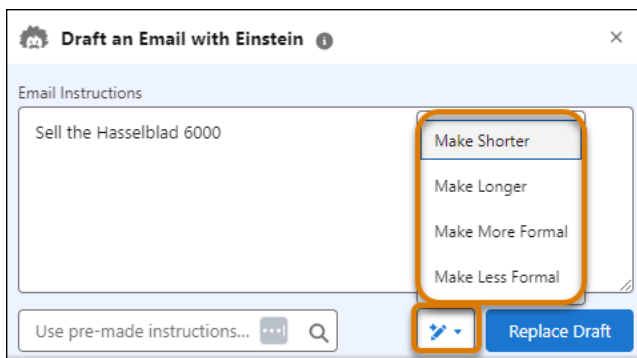 Draft an Email with Einstein
Email Instructions
Sell the Hasselblad 6000
Make Shorter
Make Longer
Make More Formal
Make Less Formal
Use pre-made instructions...
Replace Draft